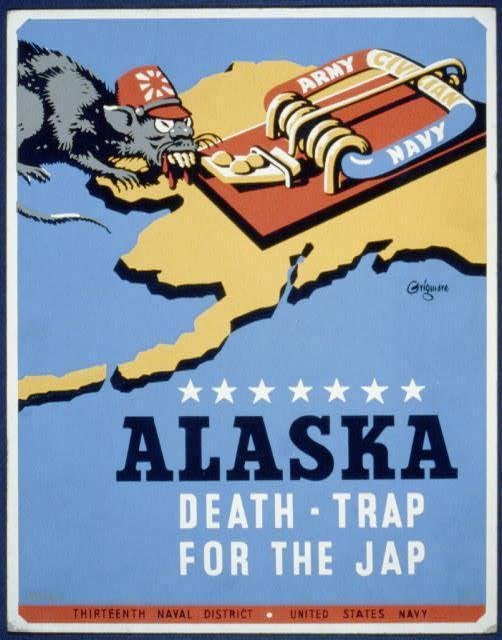 ARMY
CIVILIAN
NAVY
Grigware
ALASKA
DEATH - TRAP
FOR THE JAP
THIRTEENTH NAVAL DISTRICT • UNITED STATES NAVY